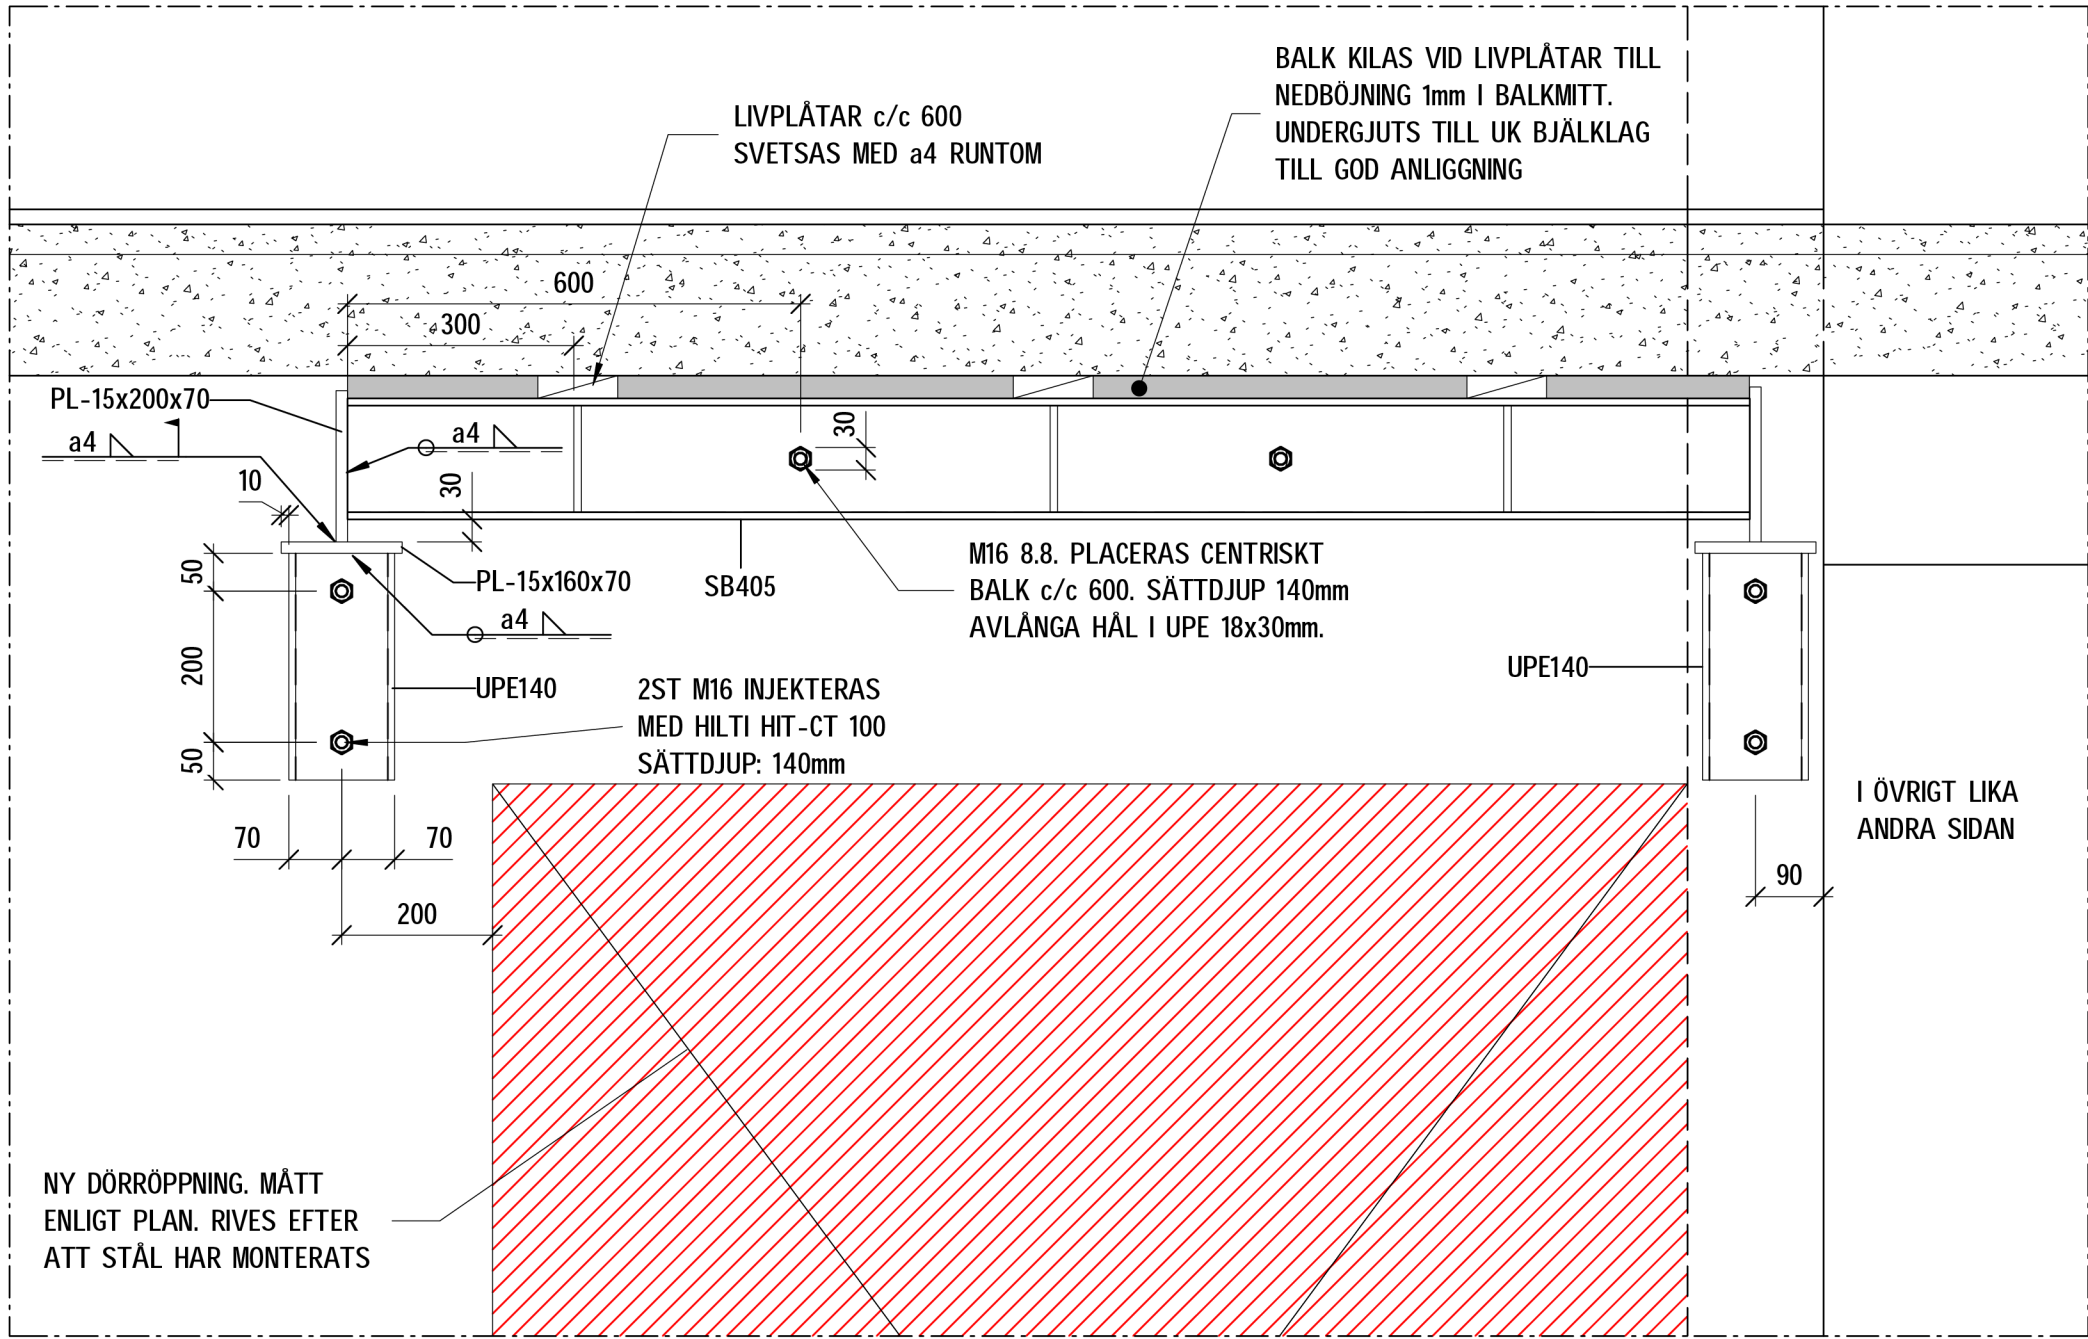 BALK KILAS VID LIVPLÅTAR TILL
NEDBÖJNING 1mm I BALKMITT.
UNDERGJUTS TILL UK BJÄLKLAG
TILL GOD ANLIGGNING
LIVPLÅTAR c/c 600
SVETSAS MED a4 RUNTOM
600
300
PL-15x200x70
a4
a4
30
10
30
50
PL-15x160x70
SB405
M16 8.8. PLACERAS CENTRISKT
BALK c/c 600. SÄTTDJUP 140mm
AVLÅNGA HÅL I UPE 18x30mm.
a4
200
UPE140
UPE140
2ST M16 INJEKTERAS
MED HILTI HIT-CT 100
SÄTTDJUP: 140mm
50
70
70
200
I ÖVRIGT LIKA
ANDRA SIDAN
90
NY DÖRRÖPPNING. MÅTT
ENLIGT PLAN. RIVES EFTER
ATT STÅL HAR MONTERATS